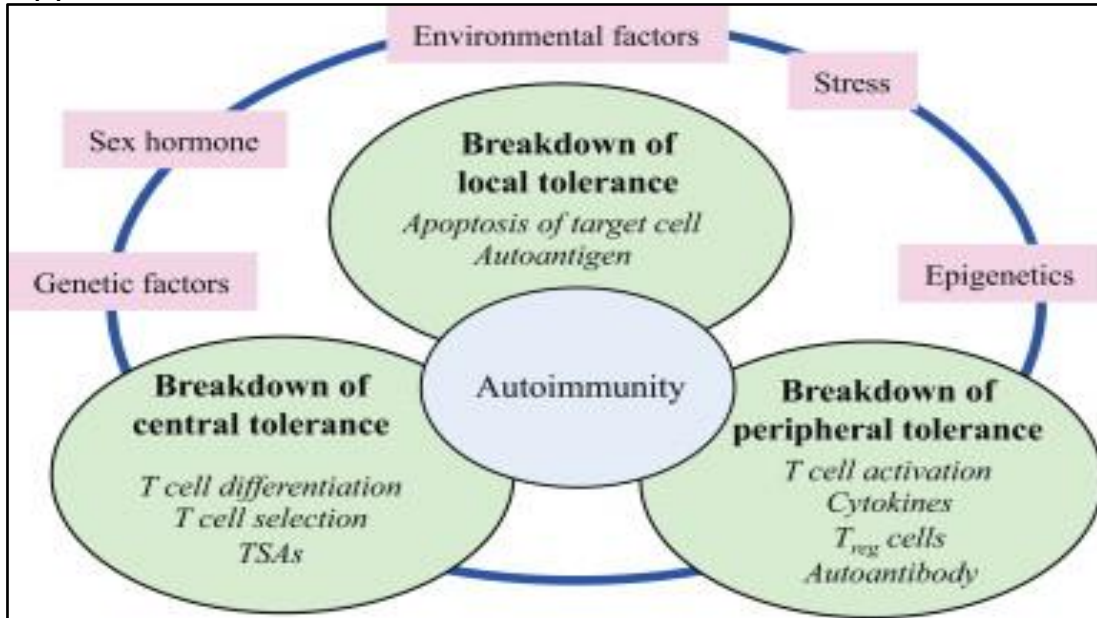 Environmental factors
Stress
Sex hormone
Breakdown of
local tolerance
Apoptosis of target cell
Autoantigen
Genetic factors
Epigenetics
Autoimmunity
Breakdown of
central tolerance
T cell differentiation
T cell selection
TSAs
Breakdown of
peripheral tolerance
T cell activation
Cytokines
Treg cells
Autoantibody